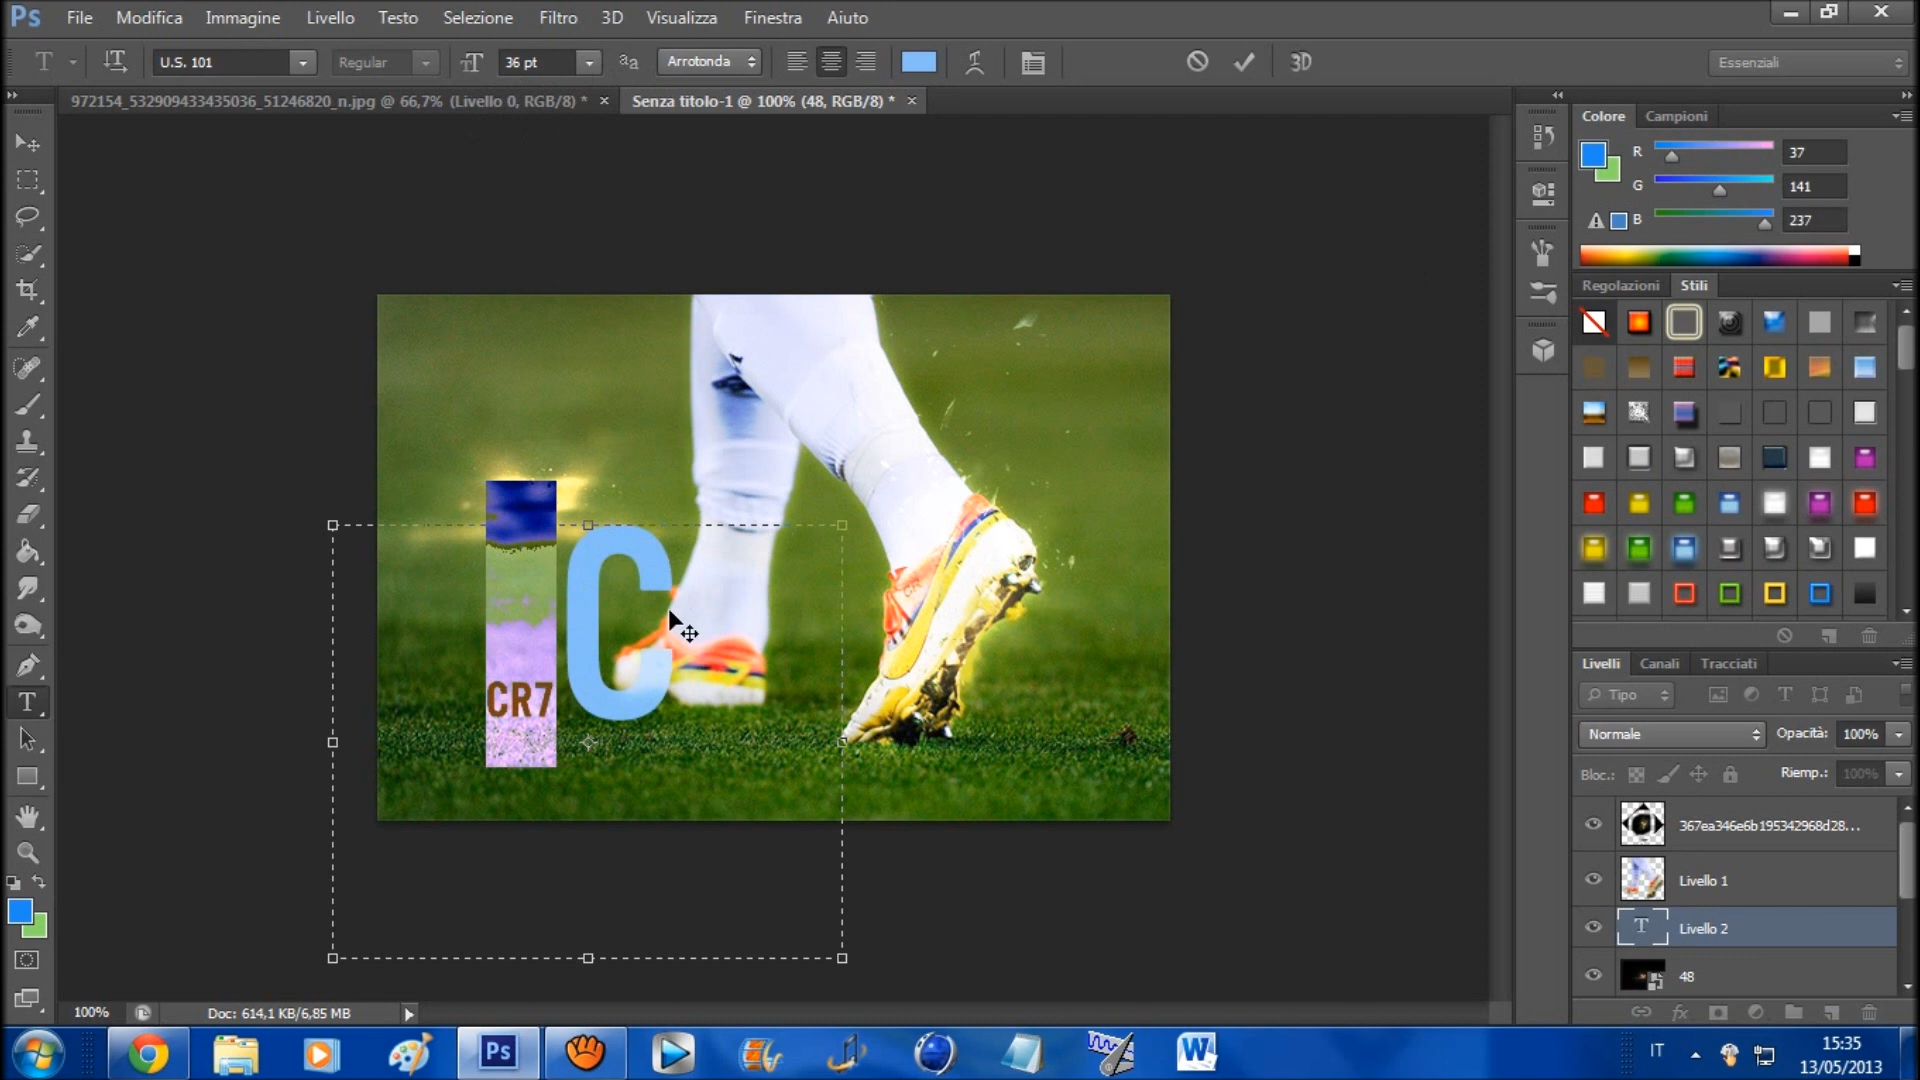 Ps File Modifica Immagine Livello Testo Selezione Filtro 3D Visualizza Finestra Aiuto
T U.S. 101 Regular 36 pt aa Arrotonda 3D Essenziali
972154_532909433435036_51246820_n.jpg @ 66,7% (Livello 0, RGB/8) * Senza titolo-1 @ 100% (48, RGB/8) *
Colore Campioni
R 37
G 141
B 237
Regolazioni Stili
C
CR7
Livelli Canali Tracciati
Tipo
Normale Opacità: 100%
Bloc.: Riemp.: 100%
367ea346e6b195342968d28...
Livello 1
T Livello 2
48
100% Doc: 614,1 KB/6,85 MB
fx
Ps W IT 15:35
13/05/2013